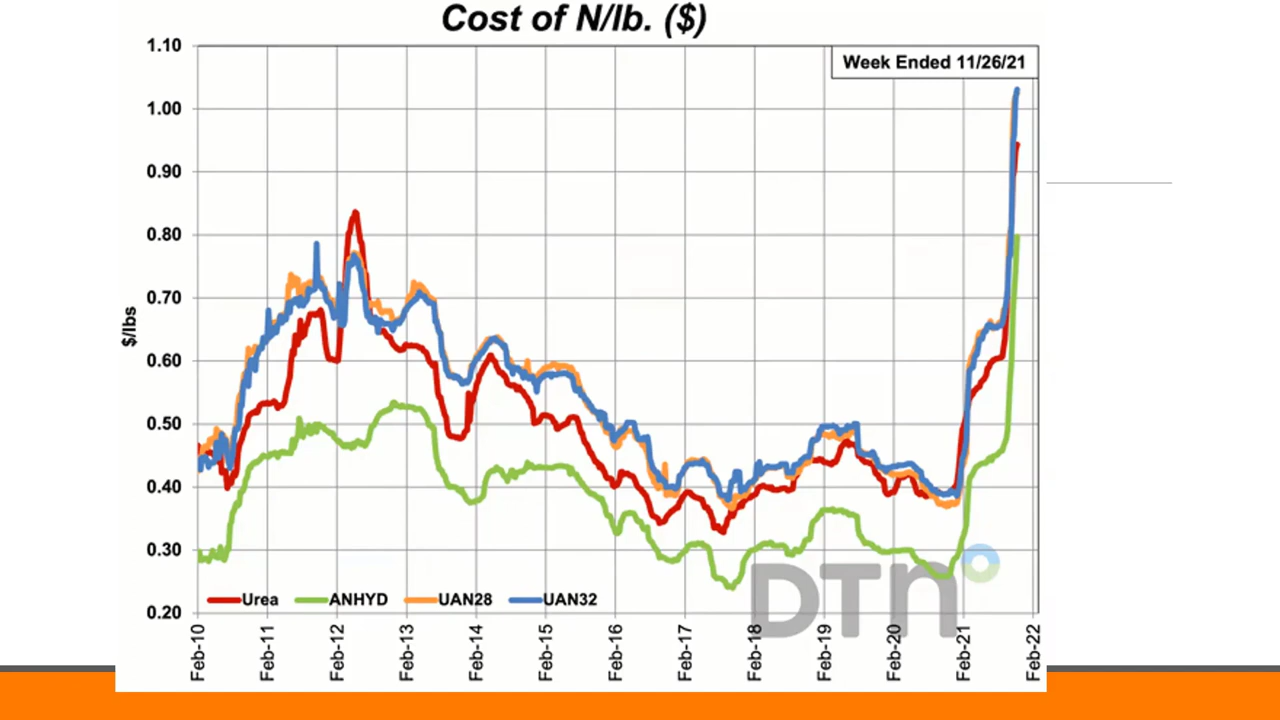 Cost of N/lb. ($)
Week Ended 11/26/21
1.10
1.00
0.90
0.80
0.70
0.60
0.50
0.40
0.30
0.20
$/lbs
Urea ANHYD UAN28 UAN32
DTn
Feb-10 Feb-11 Feb-12 Feb-13 Feb-14 Feb-15 Feb-16 Feb-17 Feb-18 Feb-19 Feb-20 Feb-21 Feb-22